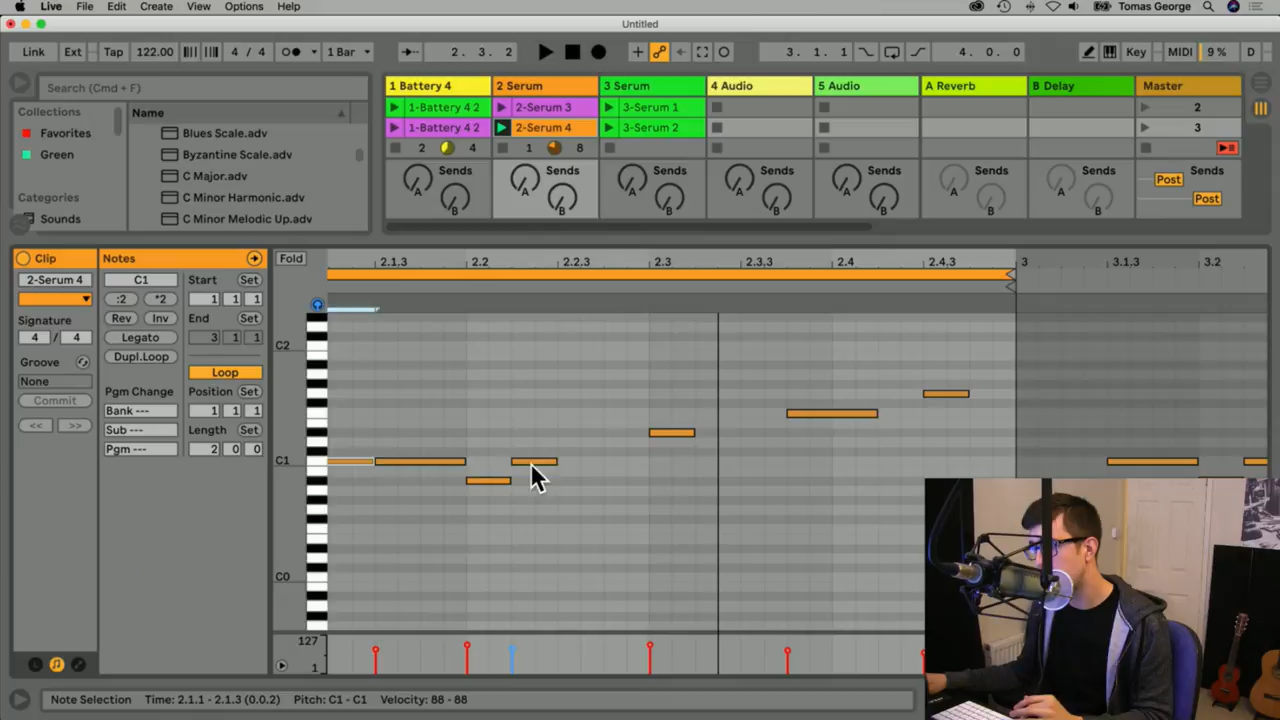 Live File Edit Create View Options Help Tomas George
Untitled
Link Ext Tap 122.00 4 / 4 1 Bar 2. 3. 2 3. 1. 1 4. 0. 0 Key MIDI 9 % D
Search (Cmd + F)
Collections
Favorites
Green
Categories
Sounds
Name
Blues Scale.adv
Byzantine Scale.adv
C Major.adv
C Minor Harmonic.adv
C Minor Melodic Up.adv
1 Battery 4 2 Serum 3 Serum 4 Audio 5 Audio A Reverb B Delay Master
1-Battery 4 2 2-Serum 3 3-Serum 1 2
1-Battery 4 2 2-Serum 4 3-Serum 2 3
2 4 1 8
Sends Sends Sends Sends Sends Sends Sends Sends
A A A A A A A Post
B B B B B B B Post
Clip
2-Serum 4
Signature
4 / 4
Groove
None
Commit
<< >>
Notes
C1
:2 *2
Rev Inv
Legato
Dupl.Loop
Pgm Change
Bank ---
Sub ---
Pgm ---
Start Set
1 1 1
End Set
3 1 1
Loop
Position Set
1 1 1
Length Set
2 0 0
Fold 2.1.3 2.2 2.2.3 2.3 2.3.3 2.4 2.4.3 3 3.1.3 3.2
C2
C1
C0
127
1
Note Selection Time: 2.1.1 - 2.1.3 (0.0.2) Pitch: C1 - C1 Velocity: 88 - 88